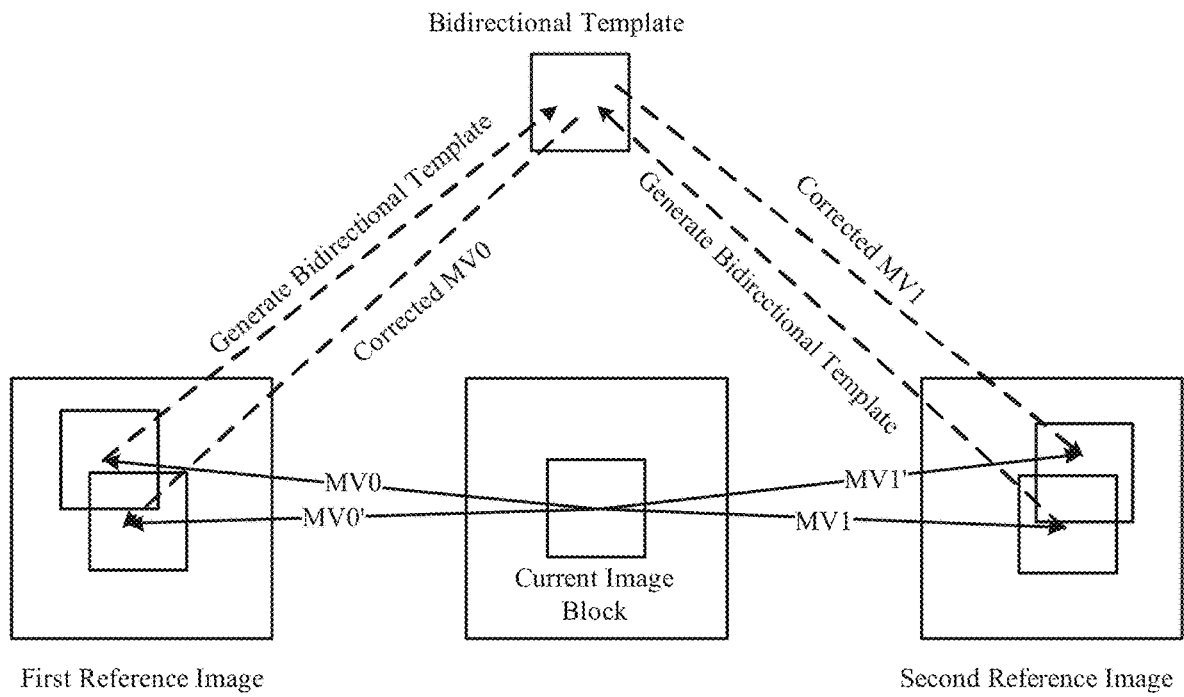 Bidirectional Template
Generate Bidirectional Template
Corrected MV0
Corrected MV1
Generate Bidirectional Template
MV0
MV0'
MV1'
MV1
Current Image
Block
First Reference Image
Second Reference Image